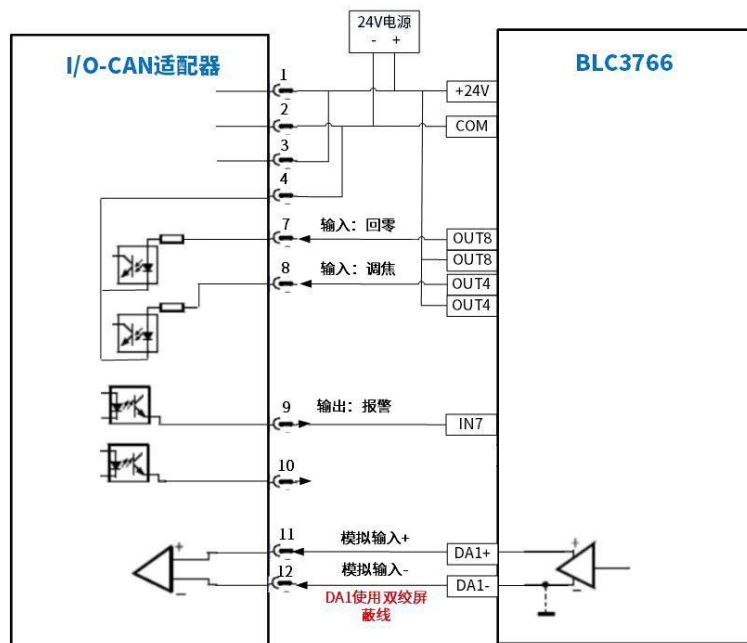 24V电源
- +
I/O-CAN适配器
BLC3766
1
+24V
2
COM
3
4
7
输入：回零
OUT8
OUT8
8
输入：调焦
OUT4
OUT4
9
输出：报警
IN7
10
11
模拟输入+
DA1+
+
+
12
模拟输入-
DA1-
-
-
DA1使用双绞屏
蔽线